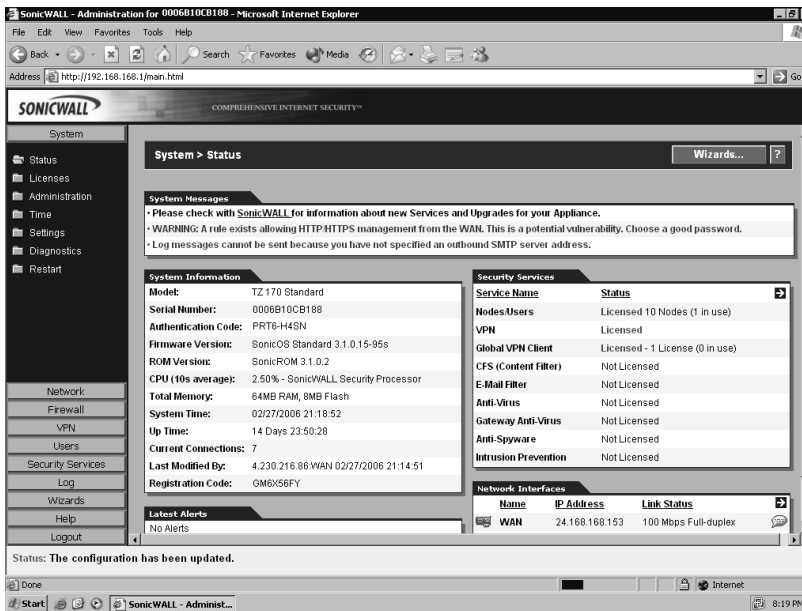 SonicWALL - Administration for 0006B10CB188 - Microsoft Internet Explorer
File Edit View Favorites Tools Help
Back Search Favorites Media
Address http://192.168.168.1/main.html Go
SONICWALL COMPREHENSIVE INTERNET SECURITY™
System
Status
Licenses
Administration
Time
Settings
Diagnostics
Restart
Network
Firewall
VPN
Users
Security Services
Log
Wizards
Help
Logout
System > Status Wizards... ?
System Messages
· Please check with SonicWALL for information about new Services and Upgrades for your Appliance.
· WARNING: A rule exists allowing HTTP/HTTPS management from the WAN. This is a potential vulnerability. Choose a good password.
· Log messages cannot be sent because you have not specified an outbound SMTP server address.
System Information
Model: TZ 170 Standard
Serial Number: 0006B10CB188
Authentication Code: PRT6-H4SN
Firmware Version: SonicOS Standard 3.1.0.15-95s
ROM Version: SonicROM 3.1.0.2
CPU (10s average): 2.50% - SonicWALL Security Processor
Total Memory: 64MB RAM, 8MB Flash
System Time: 02/27/2006 21:18:52
Up Time: 14 Days 23:50:28
Current Connections: 7
Last Modified By: 4.230.216.86:WAN 02/27/2006 21:14:51
Registration Code: GM6X56FY
Latest Alerts
No Alerts
Security Services
Service Name Status
Nodes/Users Licensed 10 Nodes (1 in use)
VPN Licensed
Global VPN Client Licensed - 1 License (0 in use)
CFS (Content Filter) Not Licensed
E-Mail Filter Not Licensed
Anti-Virus Not Licensed
Gateway Anti-Virus Not Licensed
Anti-Spyware Not Licensed
Intrusion Prevention Not Licensed
Network Interfaces
Name IP Address Link Status
WAN 24.168.168.153 100 Mbps Full-duplex
Status: The configuration has been updated.
Done Internet
Start SonicWALL - Administ... 8:19 PM